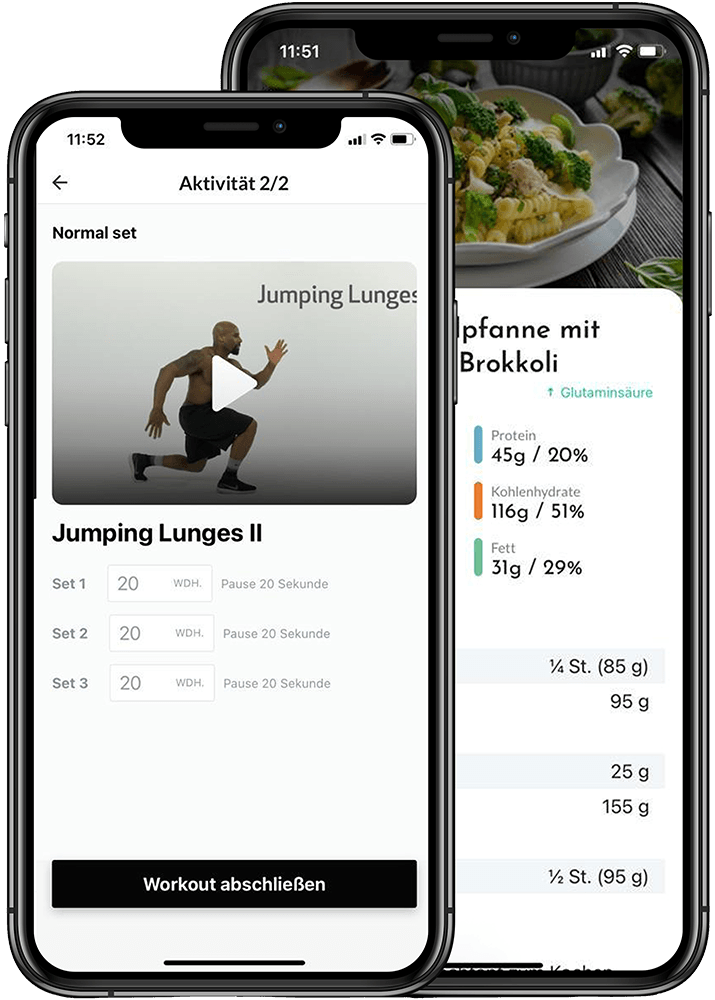 11:52
Aktivität 2/2
Normal set
Jumping Lunges
Jumping Lunges II
Set 1 20 WDH. Pause 20 Sekunde
Set 2 20 WDH. Pause 20 Sekunde
Set 3 20 WDH. Pause 20 Sekunde
Workout abschließen
11:51
lpfanne mit
Brokkoli
↑ Glutaminsäure
Protein
45g / 20%
Kohlenhydrate
116g / 51%
Fett
31g / 29%
¼ St. (85 g)
95 g
25 g
155 g
½ St. (95 g)
zum Kochen